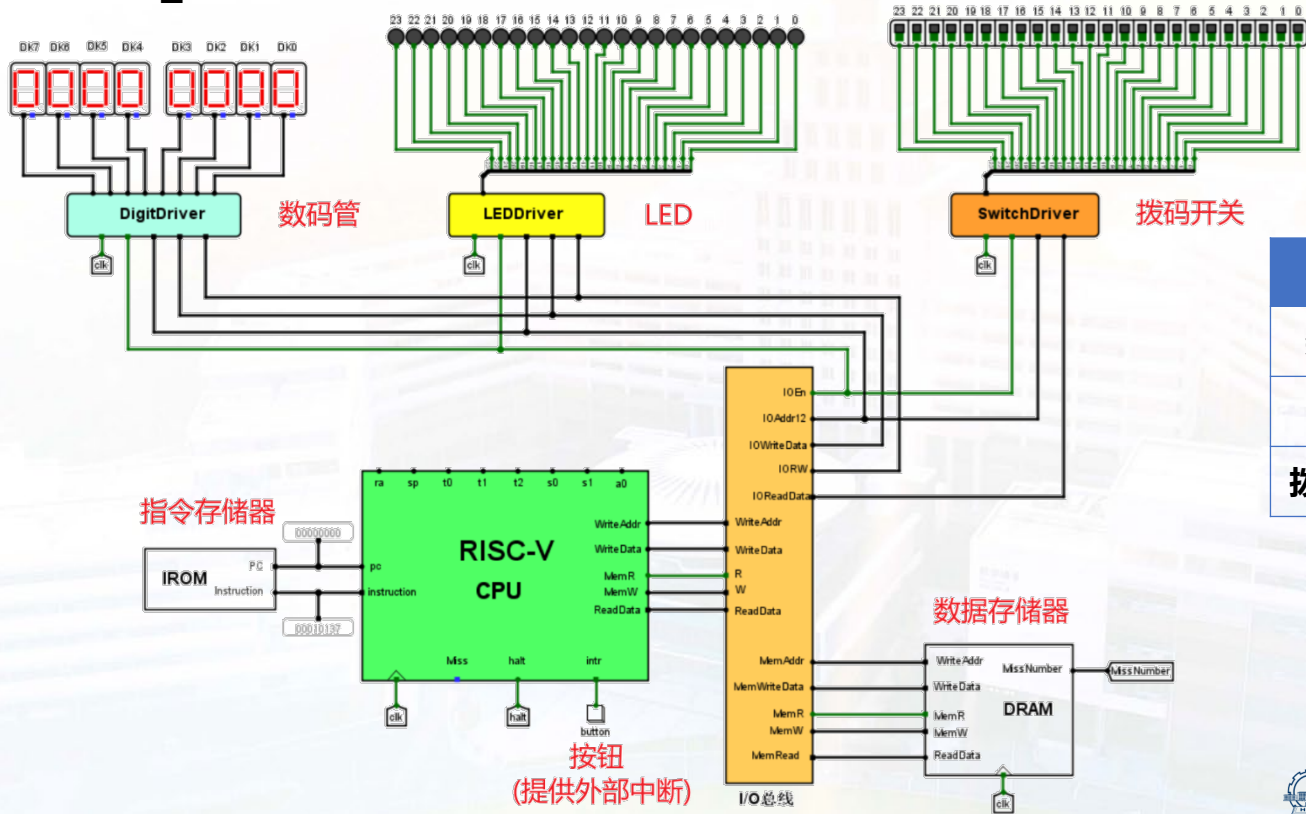 23 22 21 20 19 18 17 16 15 14 13 12 11 10 9 8 7 6 5 4 3 2 1 0
23 22 21 20 19 18 17 16 15 14 13 12 11 10 9 8 7 6 5 4 3 2 1 0
DK7 DK6 DK5 DK4 DK3 DK2 DK1 DK0
DigitDriver
数码管
LEDDriver
LED
SwitchDriver
拨码开关
clk
clk
clk
IOEn
IOAddr12
IOWriteData
IORW
IOReadData
指令存储器
00000000
IROM
PC
Instruction
00010137
ra sp t0 t1 t2 s0 s1 a0
RISC-V
CPU
pc
instruction
WriteAddr
WriteData
MemR
MemW
ReadData
Miss halt intr
clk
halt
button
按钮
(提供外部中断)
WriteAddr
WriteData
R
W
ReadData
MemAddr
MemWriteData
MemR
MemW
MemRead
I/O总线
数据存储器
WriteAddr
WriteData
MemR
MemW
ReadData
MissNumber
DRAM
MissNumber
clk
拨